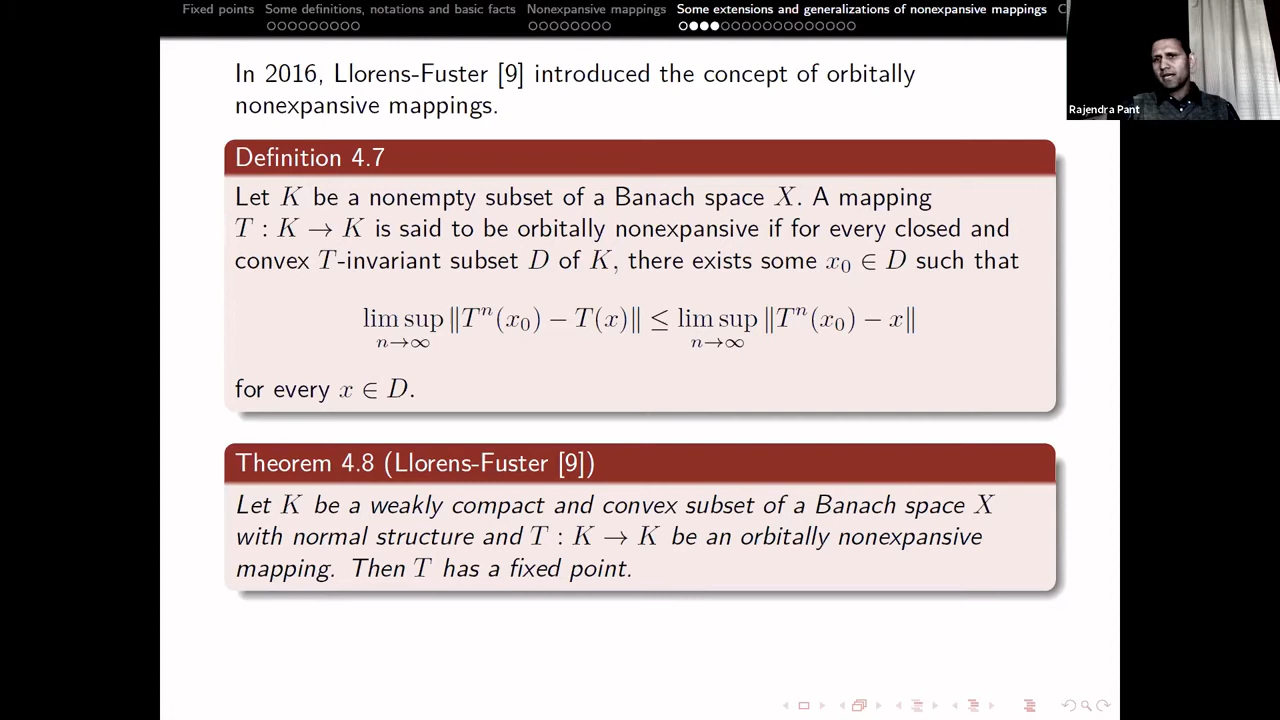 Fixed points Some definitions, notations and basic facts Nonexpansive mappings Some extensions and generalizations of nonexpansive mappings
Rajendra Pant
In 2016, Llorens-Fuster [9] introduced the concept of orbitally
nonexpansive mappings.
Definition 4.7
Let K be a nonempty subset of a Banach space X. A mapping
T : K → K is said to be orbitally nonexpansive if for every closed and
convex T-invariant subset D of K, there exists some x₀ ∈ D such that
lim sup ‖Tⁿ(x₀) − T(x)‖ ≤ lim sup ‖Tⁿ(x₀) − x‖
n→∞ n→∞
for every x ∈ D.
Theorem 4.8 (Llorens-Fuster [9])
Let K be a weakly compact and convex subset of a Banach space X
with normal structure and T : K → K be an orbitally nonexpansive
mapping. Then T has a fixed point.